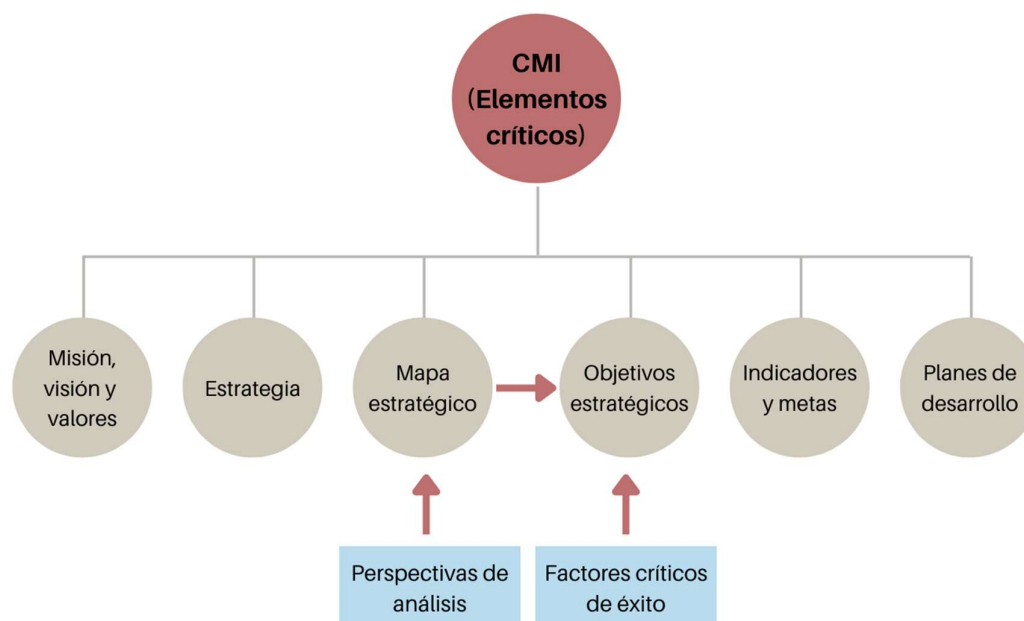 CMI
(Elementos
críticos)
Misión,
visión y
valores
Estrategia
Mapa
estratégico
Objetivos
estratégicos
Indicadores
y metas
Planes de
desarrollo
Perspectivas de
análisis
Factores críticos
de éxito